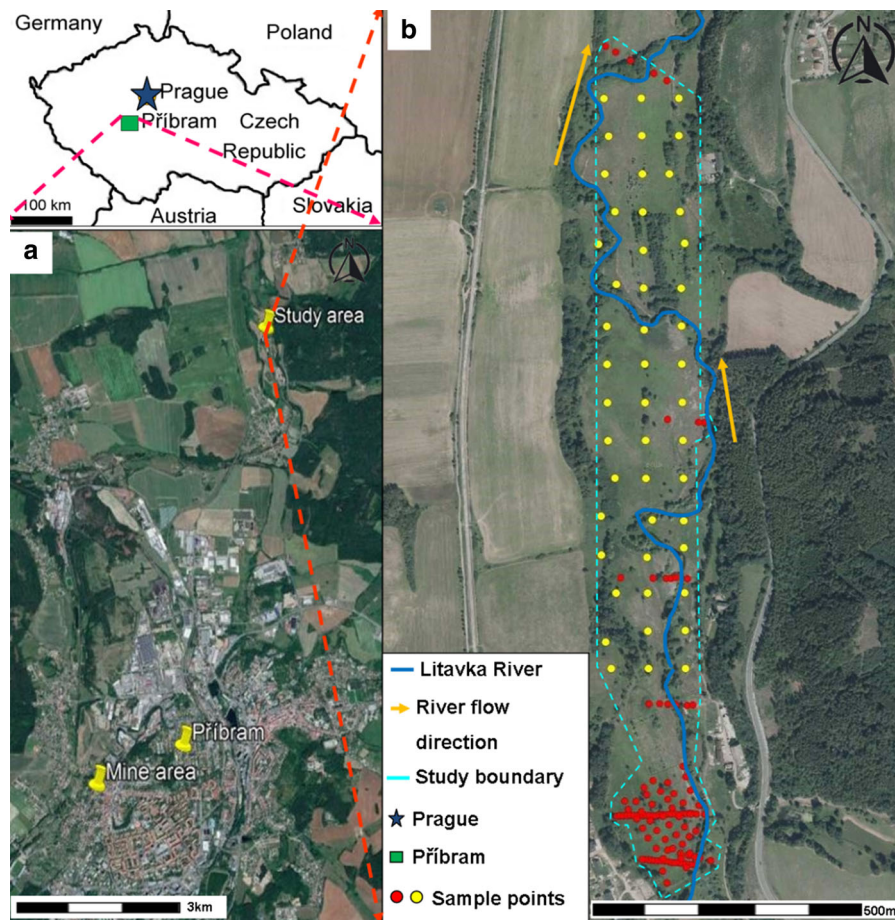 Germany
Poland
Prague
Příbram
Czech
Republic
100 km
Austria
Slovakia
a
N
Study area
Příbram
Mine area
3km
b
N
Litavka River
River flow
direction
Study boundary
Prague
Příbram
Sample points
500m